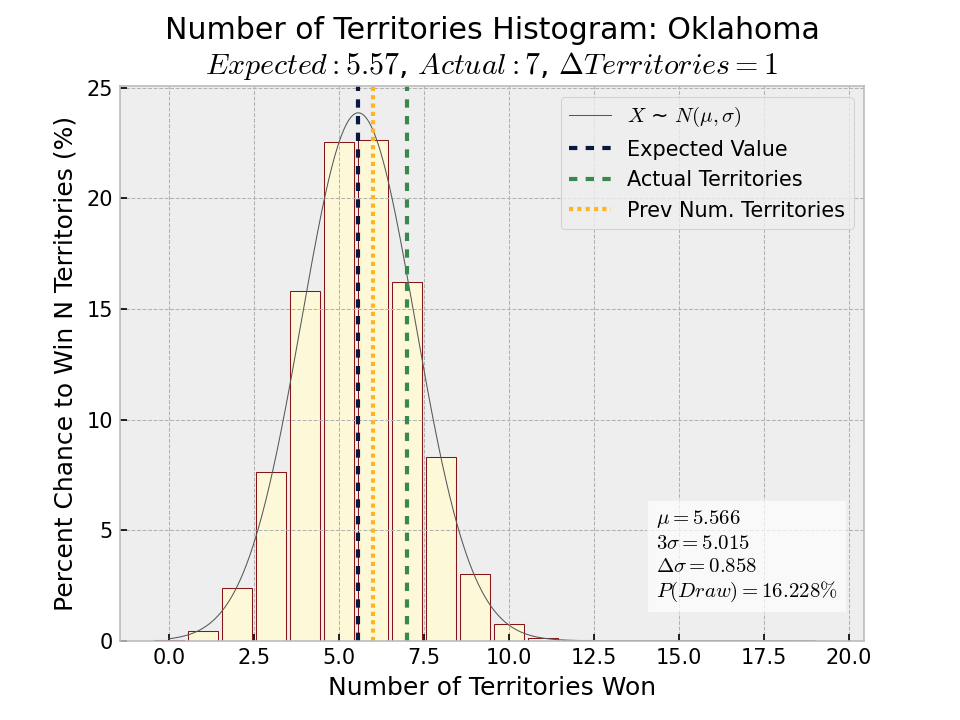 Number of Territories Histogram: Oklahoma
Expected : 5.57, Actual : 7, ΔTerritories = 1
25
20
15
10
5
0
Percent Chance to Win N Territories (%)
X ~ N(μ, σ)
Expected Value
Actual Territories
Prev Num. Territories
μ = 5.566
3σ = 5.015
Δσ = 0.858
P(Draw) = 16.228%
0.0 2.5 5.0 7.5 10.0 12.5 15.0 17.5 20.0
Number of Territories Won